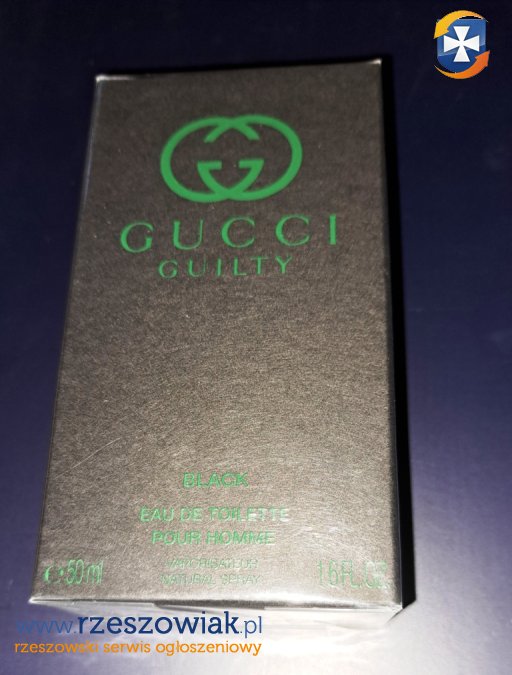 GUCCI
GUILTY
BLACK
EAU DE TOILETTE
POUR HOMME
VAPORISATEUR
NATURAL SPRAY
50 ml
1.6 FL.OZ.
www.rzeszowiak.pl
rzeszowski serwis ogłoszeniowy